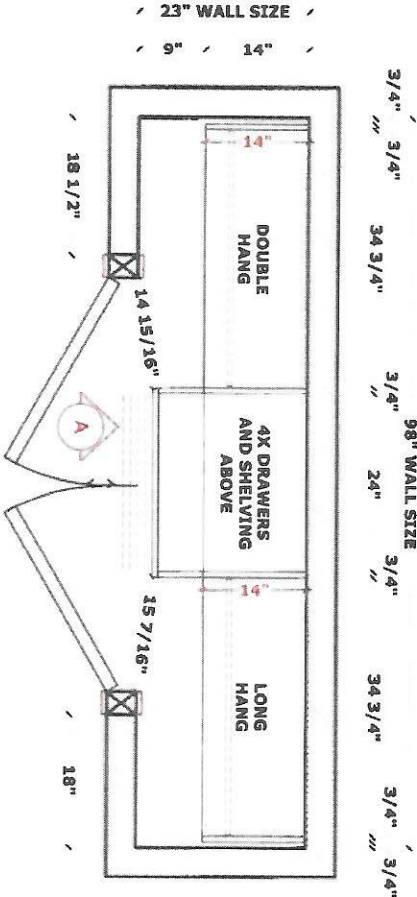 23" WALL SIZE
9"
14"
98" WALL SIZE
3/4"
3/4"
34 3/4"
3/4"
24"
3/4"
34 3/4"
3/4"
3/4"
14"
DOUBLE
HANG
4X DRAWERS
AND SHELVING
ABOVE
14"
LONG
HANG
18 1/2"
14 15/16"
15 7/16"
18"
A